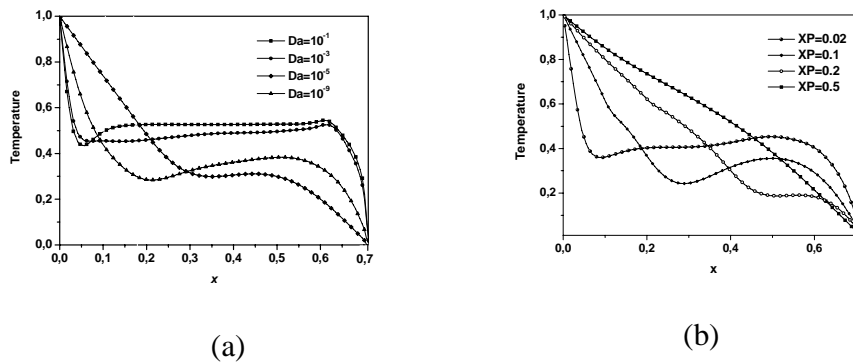 1,0
0,8
0,6
0,4
0,2
0,0
Temperature
Da=10⁻¹
Da=10⁻³
Da=10⁻⁵
Da=10⁻⁹
0,0 0,1 0,2 0,3 0,4 0,5 0,6 0,7
x
(a)
1,0
0,8
0,6
0,4
0,2
Temperature
XP=0.02
XP=0.1
XP=0.2
XP=0.5
0,0 0,2 0,4 0,6
x
(b)